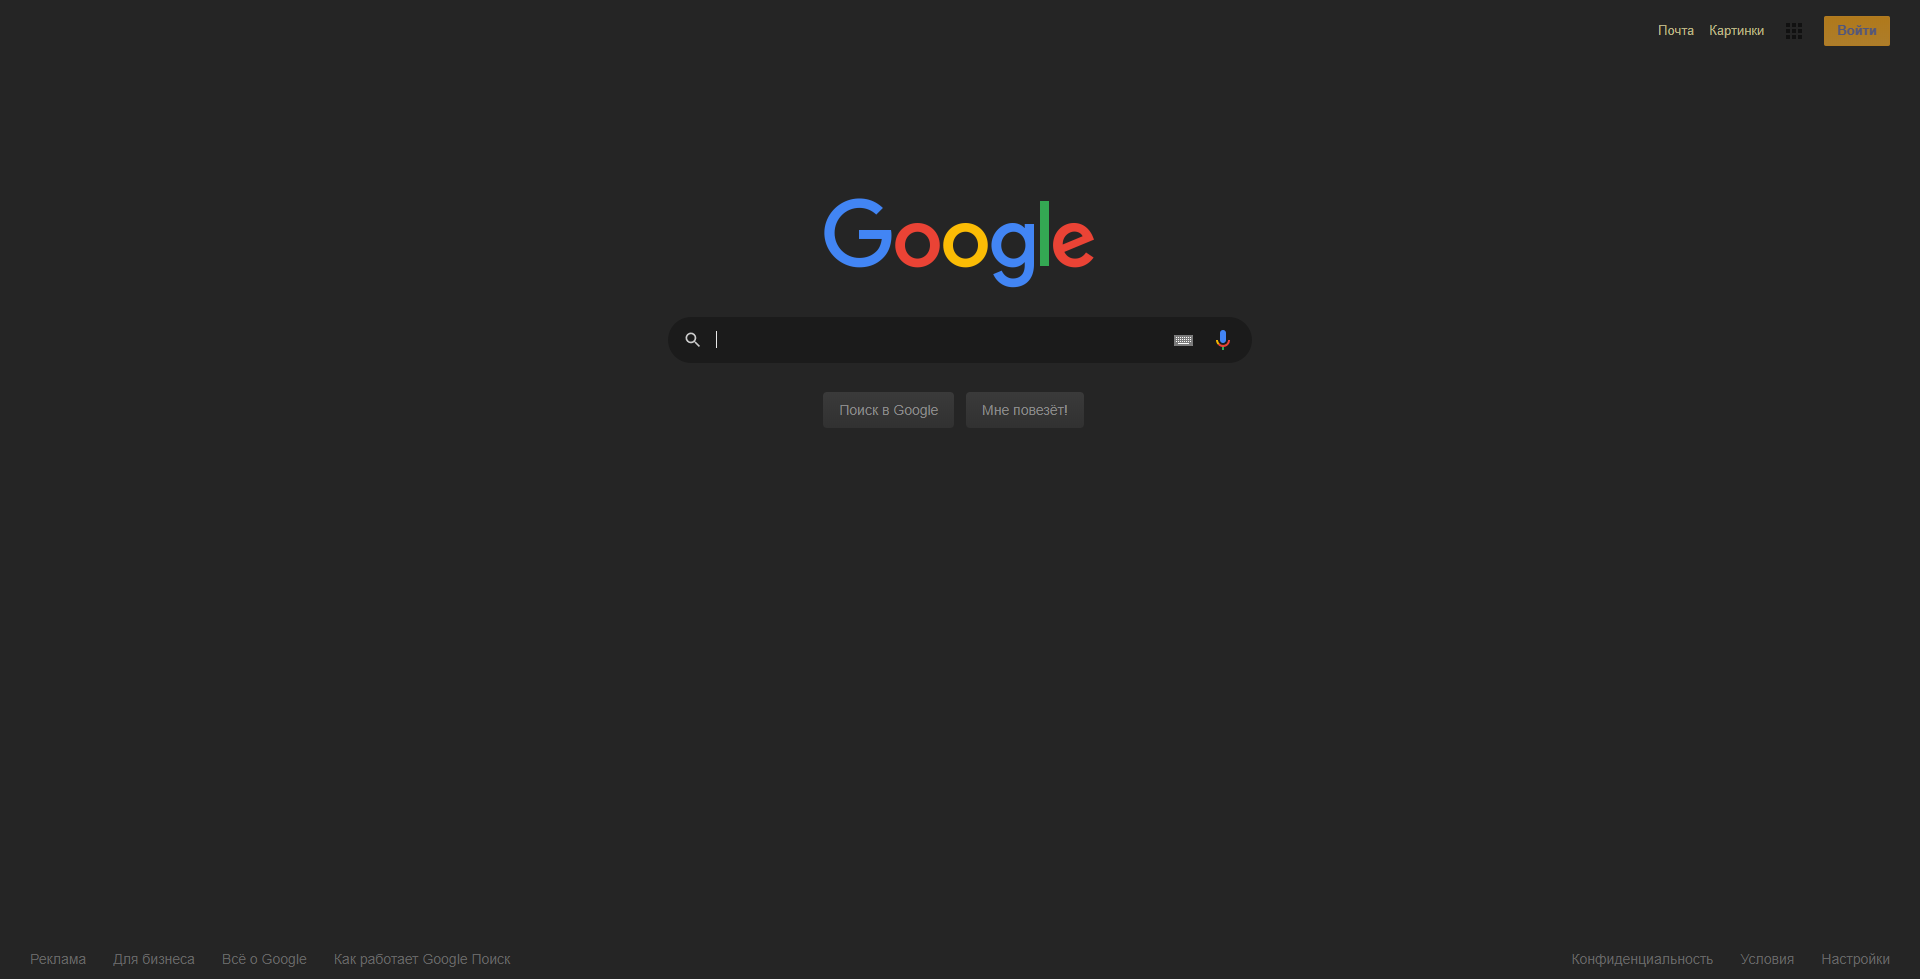 Почта Картинки Войти
Google
Поиск в Google Мне повезёт!
Реклама Для бизнеса Всё о Google Как работает Google Поиск Конфиденциальность Условия Настройки